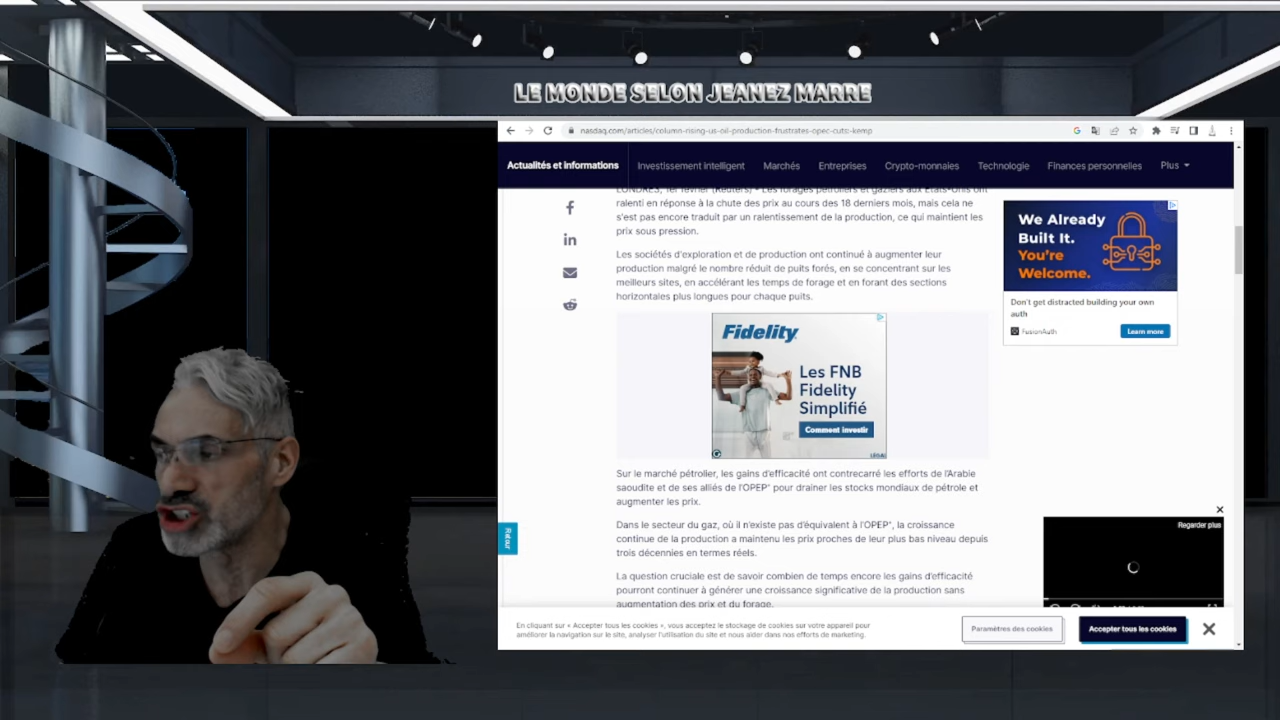 LE MONDE SELON JEANEZ MARRE
nasdaq.com/articles/column-rising-us-oil-production-frustrates-opec-cuts:-kemp
Actualités et informations Investissement intelligent Marchés Entreprises Crypto-monnaies Technologie Finances personnelles Plus
LONDRES, 1er février (Reuters) - Les forages pétroliers et gaziers aux États-Unis ont
ralenti en réponse à la chute des prix au cours des 18 derniers mois, mais cela ne
s'est pas encore traduit par un ralentissement de la production, ce qui maintient les
prix sous pression.
Les sociétés d'exploration et de production ont continué à augmenter leur
production malgré le nombre réduit de puits forés, en se concentrant sur les
meilleurs sites, en accélérant les temps de forage et en forant des sections
horizontales plus longues pour chaque puits.
Fidelity
Les FNB
Fidelity
Simplifié
Comment investir
LÉGAL
Sur le marché pétrolier, les gains d'efficacité ont contrecarré les efforts de l'Arabie
saoudite et de ses alliés de l'OPEP⁺ pour drainer les stocks mondiaux de pétrole et
augmenter les prix.
Dans le secteur du gaz, où il n'existe pas d'équivalent à l'OPEP⁺, la croissance
continue de la production a maintenu les prix proches de leur plus bas niveau depuis
trois décennies en termes réels.
La question cruciale est de savoir combien de temps encore les gains d'efficacité
pourront continuer à générer une croissance significative de la production sans
augmentation des prix et du forage.
We Already
Built It.
You're
Welcome.
Don't get distracted building your own
auth
FusionAuth Learn more
Retour
Regarder plus
En cliquant sur « Accepter tous les cookies », vous acceptez le stockage de cookies sur votre appareil pour
améliorer la navigation sur le site, analyser l'utilisation du site et nous aider dans nos efforts de marketing.
Paramètres des cookies Accepter tous les cookies